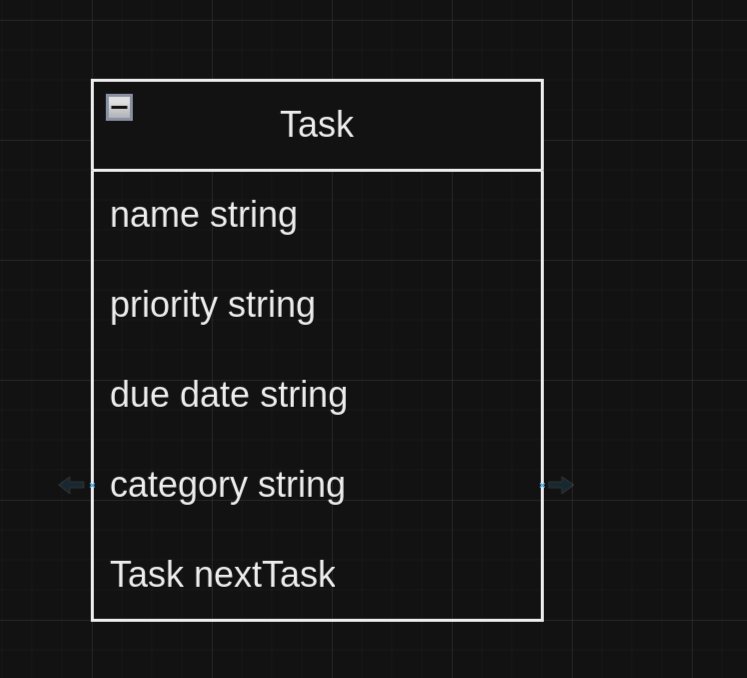 Task
name string
priority string
due date string
category string
Task nextTask